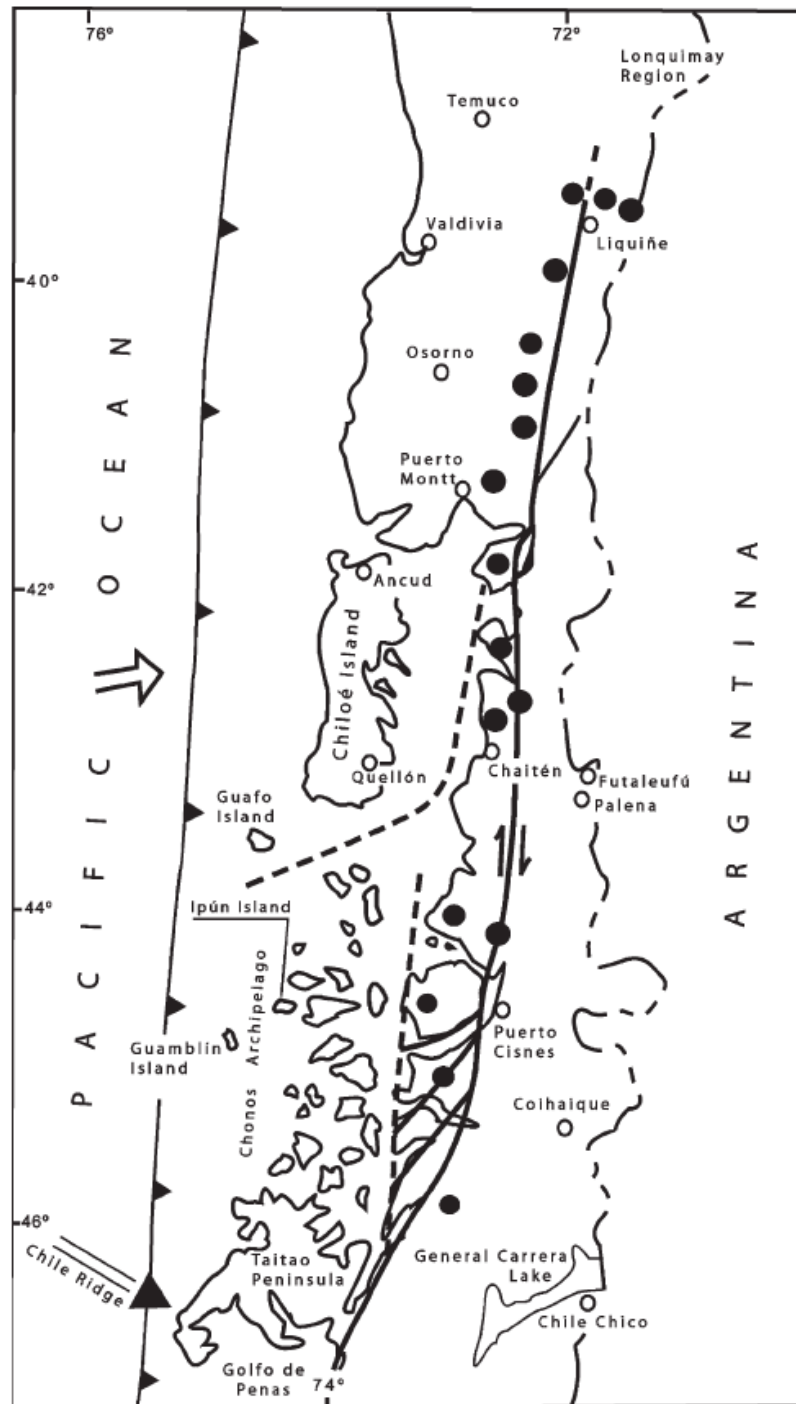 76°
72°
Lonquimay
Region
Temuco
Valdivia
Liquiñe
40°
Osorno
Puerto
Montt
42°
Ancud
Chiloé Island
Quellón
Chaitén
Futaleufú
Palena
Guafo
Island
PACIFIC OCEAN
ARGENTINA
44°
Ipún Island
Puerto
Cisnes
Guamblin
Island
Chonos Archipelago
Coihaique
46°
Chile Ridge
Taitao
Peninsula
General Carrera
Lake
Chile Chico
Golfo de
Penas
74°